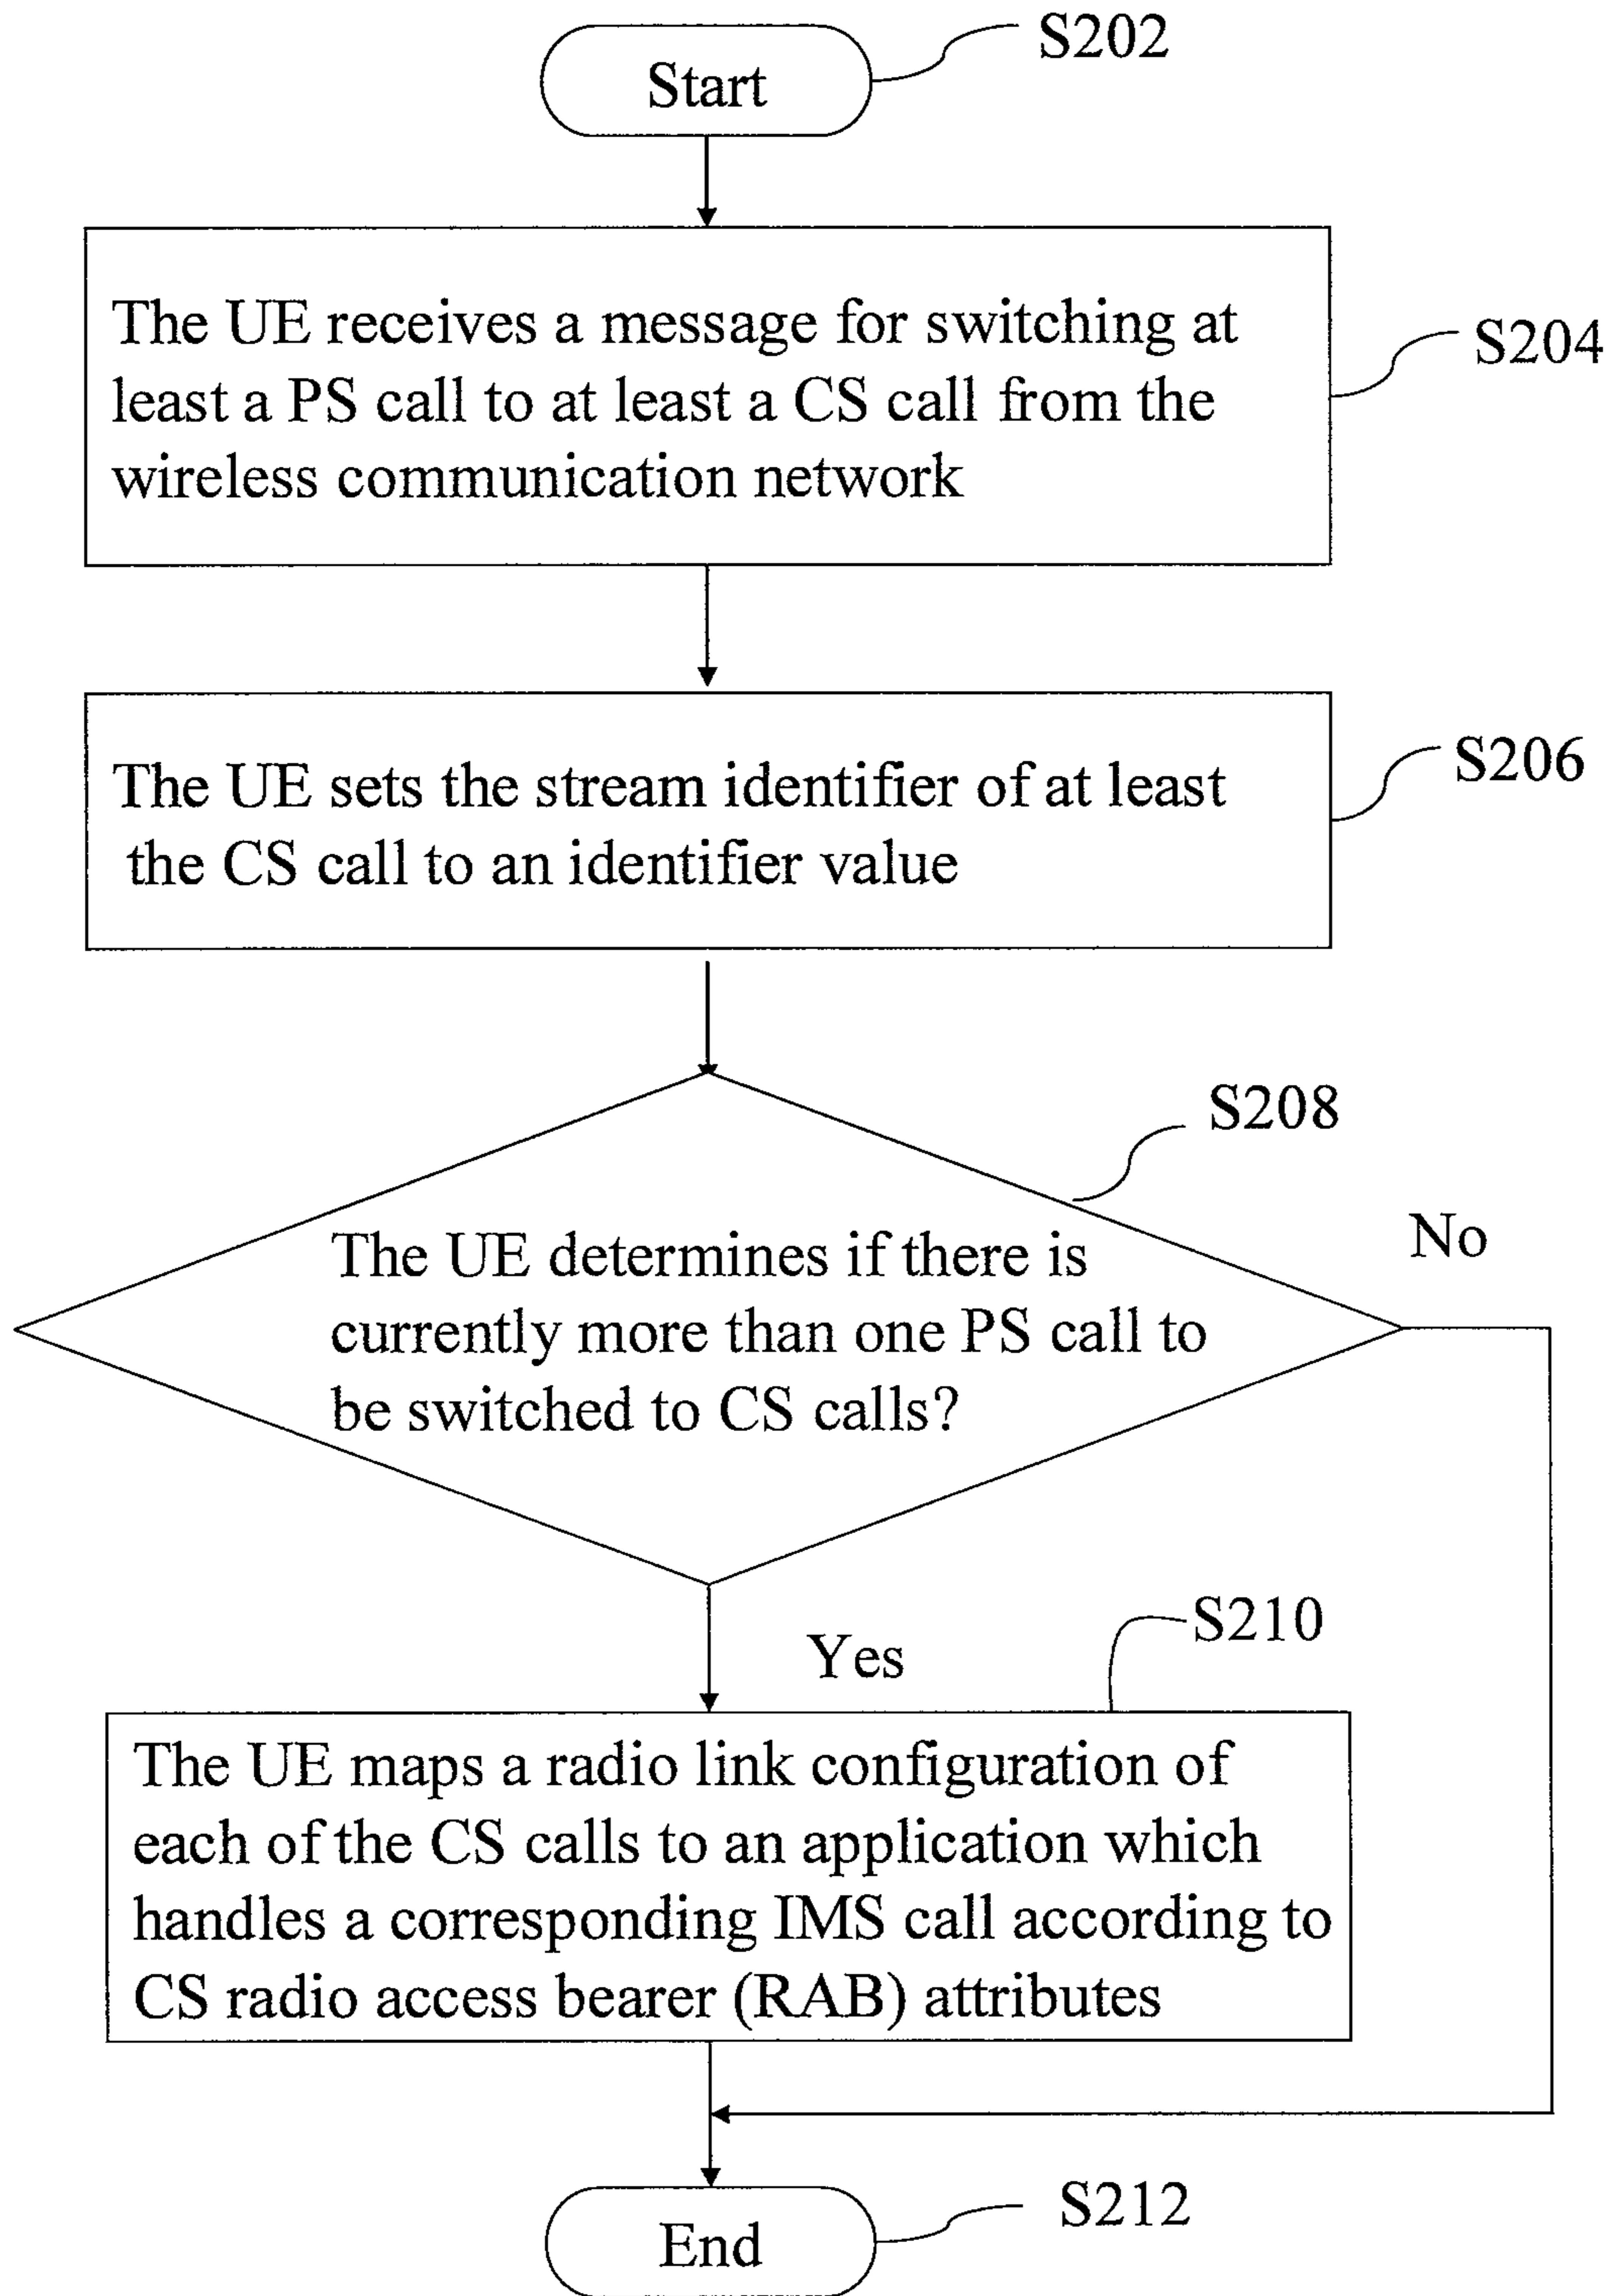 Start
S202
The UE receives a message for switching at
least a PS call to at least a CS call from the
wireless communication network
S204
The UE sets the stream identifier of at least
the CS call to an identifier value
S206
S208
The UE determines if there is
currently more than one PS call to
be switched to CS calls?
No
Yes
S210
The UE maps a radio link configuration of
each of the CS calls to an application which
handles a corresponding IMS call according to
CS radio access bearer (RAB) attributes
End
S212